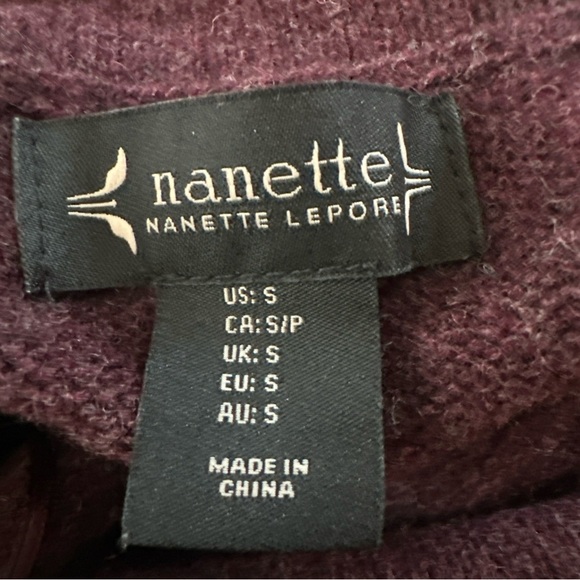 nanette
NANETTE LEPORE
US: S
CA: S/P
UK: S
EU: S
AU: S
MADE IN
CHINA